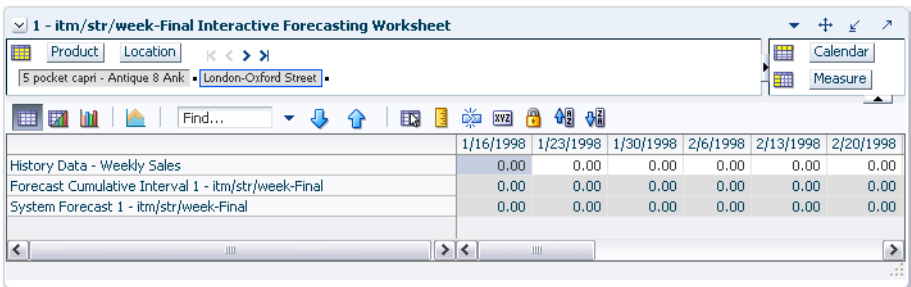 1 - itm/str/week-Final Interactive Forecasting Worksheet
Product Location Calendar
5 pocket capri - Antique 8 Ank London-Oxford Street Measure
Find... XYZ
1/16/1998 1/23/1998 1/30/1998 2/6/1998 2/13/1998 2/20/1998
History Data - Weekly Sales 0.00 0.00 0.00 0.00 0.00 0.00
Forecast Cumulative Interval 1 - itm/str/week-Final 0.00 0.00 0.00 0.00 0.00 0.00
System Forecast 1 - itm/str/week-Final 0.00 0.00 0.00 0.00 0.00 0.00